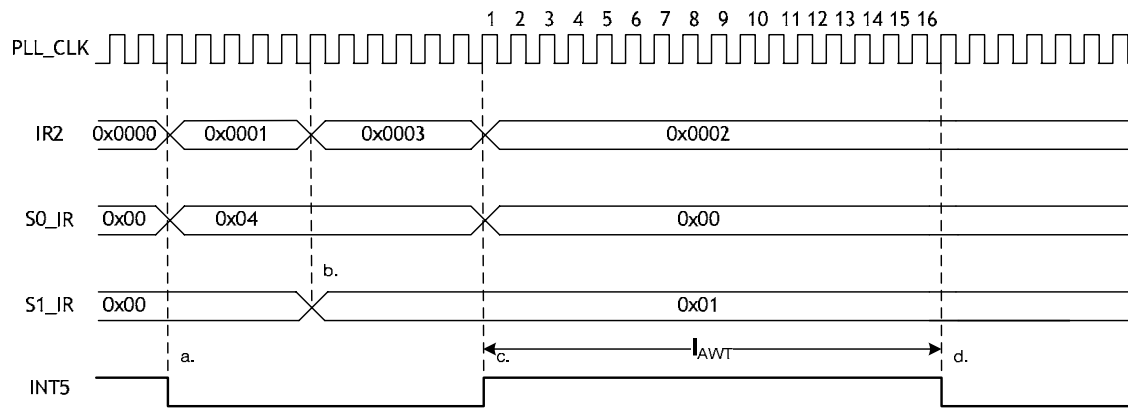 1 2 3 4 5 6 7 8 9 10 11 12 13 14 15 16
PLL_CLK
IR2 0x0000 0x0001 0x0003 0x0002
S0_IR 0x00 0x04 0x00
b.
S1_IR 0x00 0x01
a. c. IAWT d.
INT5